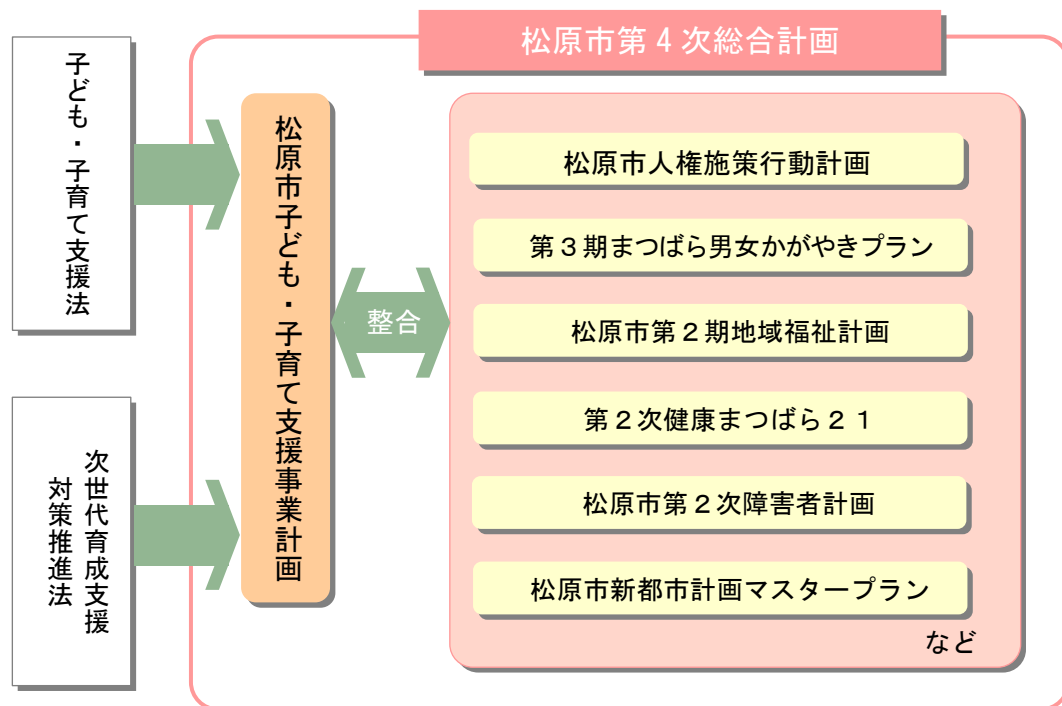 松原市第４次総合計画
子ども・子育て支援法
次世代育成支援
対策推進法
松原市子ども・子育て支援事業計画
整合
松原市人権施策行動計画
第３期まつばら男女かがやきプラン
松原市第２期地域福祉計画
第２次健康まつばら２１
松原市第２次障害者計画
松原市新都市計画マスタープラン
など